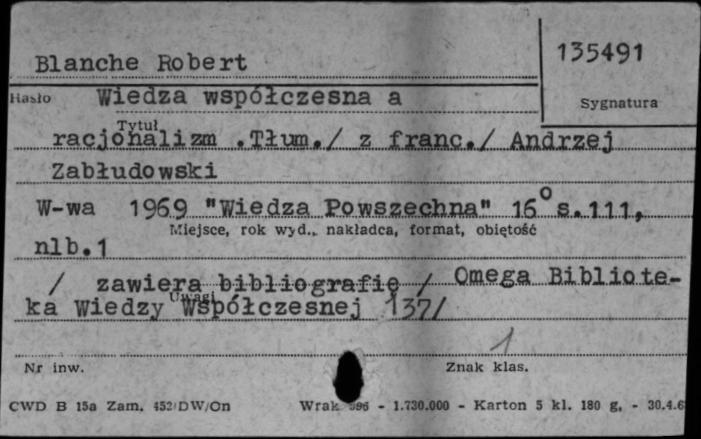 Blanche Robert
135491
Hasło Wiedza współczesna a
Sygnatura
Tytuł
racjonalizm .Tłum./ z franc./ Andrzej
Zabłudowski
W-wa 1969 "Wiedza Powszechna" 16° s.111,
Miejsce, rok wyd., nakładca, format, objętość
nlb.1
/ zawiera bibliografię / Omega Bibliote-
Uwagi
ka Wiedzy Współczesnej 137/
1
Nr inw.
Znak klas.
CWD B 15a Zam. 452/DW/On Wrak 596 - 1.730.000 - Karton 5 kl. 180 g. - 30.4.6